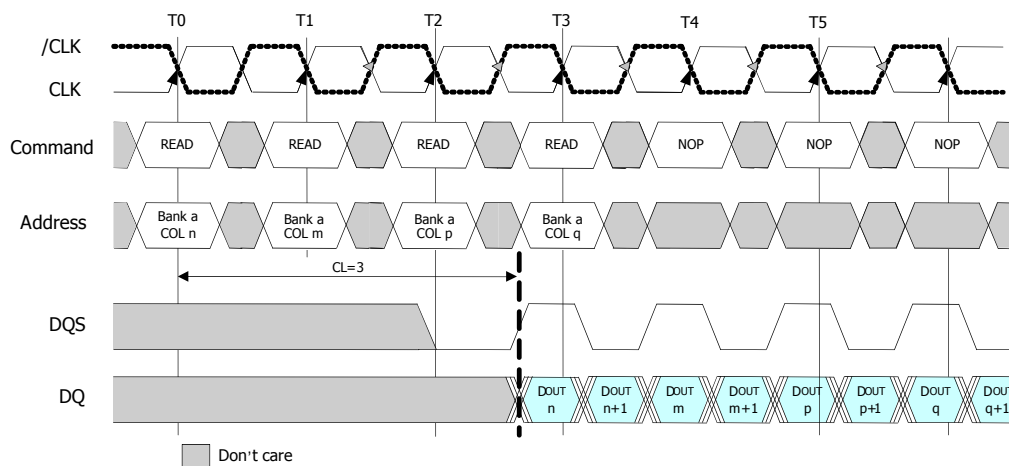 T0 T1 T2 T3 T4 T5
/CLK
CLK
Command READ READ READ READ NOP NOP NOP
Address Bank a Bank a Bank a Bank a
COL n COL m COL p COL q
CL=3
DQS
DQ DOUT DOUT DOUT DOUT DOUT DOUT DOUT DOUT
n n+1 m m+1 p p+1 q q+1
Don't care